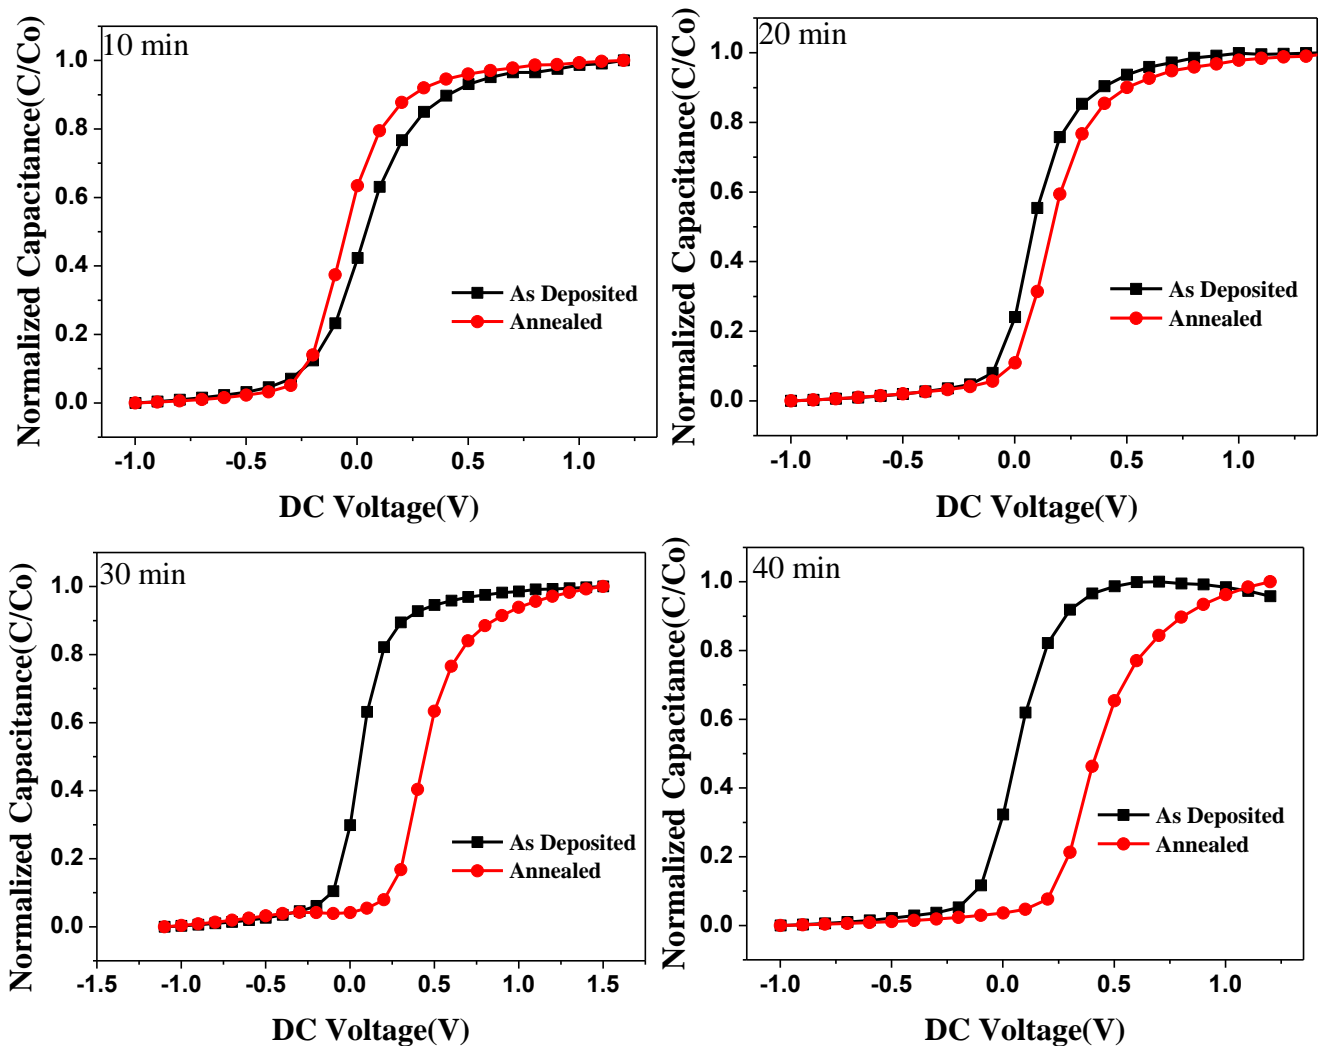 10 min
Normalized Capacitance(C/Co)
1.0
0.8
0.6
0.4
0.2
0.0
As Deposited
Annealed
-1.0 -0.5 0.0 0.5 1.0
DC Voltage(V)
20 min
Normalized Capacitance(C/Co)
1.0
0.8
0.6
0.4
0.2
0.0
As Deposited
Annealed
-1.0 -0.5 0.0 0.5 1.0
DC Voltage(V)
30 min
Normalized Capacitance(C/Co)
1.0
0.8
0.6
0.4
0.2
0.0
As Deposited
Annealed
-1.5 -1.0 -0.5 0.0 0.5 1.0 1.5
DC Voltage(V)
40 min
Normalized Capacitance(C/Co)
1.0
0.8
0.6
0.4
0.2
0.0
As Deposited
Annealed
-1.0 -0.5 0.0 0.5 1.0
DC Voltage(V)